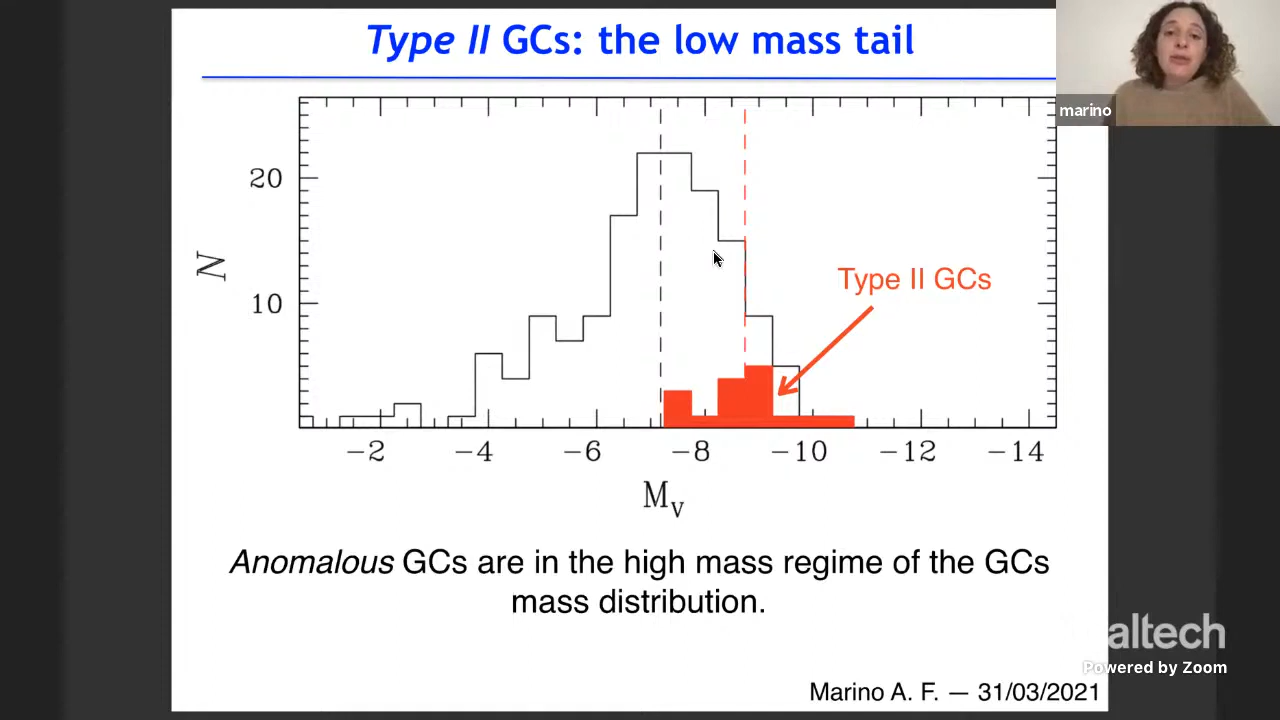 Type II GCs: the low mass tail
marino
20
10
N
Type II GCs
−2 −4 −6 −8 −10 −12 −14
M_V
Anomalous GCs are in the high mass regime of the GCs
mass distribution.
altech
Powered by Zoom
Marino A. F. — 31/03/2021